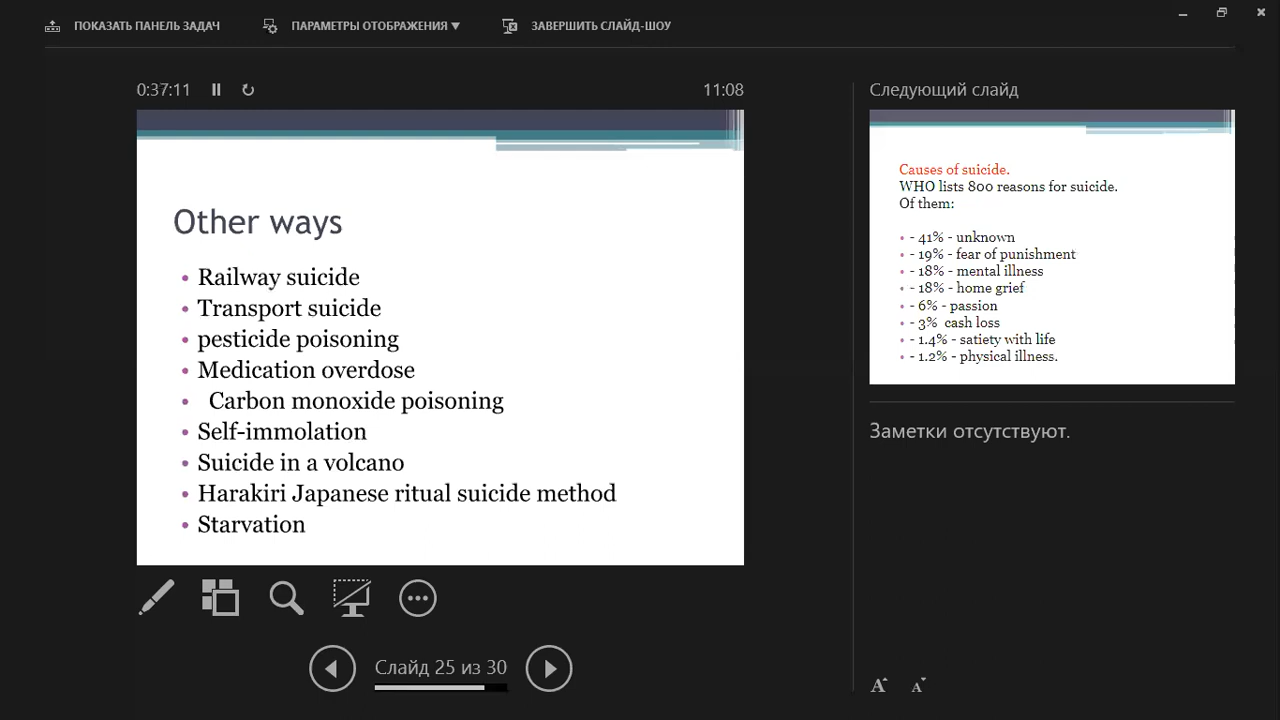 ПОКАЗАТЬ ПАНЕЛЬ ЗАДАЧ
ПАРАМЕТРЫ ОТОБРАЖЕНИЯ
ЗАВЕРШИТЬ СЛАЙД-ШОУ
0:37:11
11:08
Other ways
• Railway suicide
• Transport suicide
• pesticide poisoning
• Medication overdose
• Carbon monoxide poisoning
• Self-immolation
• Suicide in a volcano
• Harakiri Japanese ritual suicide method
• Starvation
Слайд 25 из 30
Следующий слайд
Causes of suicide.
WHO lists 800 reasons for suicide.
Of them:
• - 41% - unknown
• - 19% - fear of punishment
• - 18% - mental illness
• - 18% - home grief
• - 6% - passion
• - 3% cash loss
• - 1.4% - satiety with life
• - 1.2% - physical illness.
Заметки отсутствуют.
A A